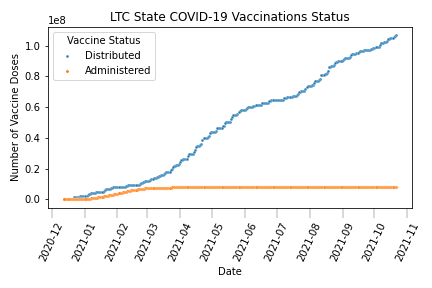 LTC State COVID-19 Vaccinations Status
1e8
Vaccine Status
Distributed
Administered
Number of Vaccine Doses
1.0
0.8
0.6
0.4
0.2
0.0
2020-12
2021-01
2021-02
2021-03
2021-04
2021-05
2021-06
2021-07
2021-08
2021-09
2021-10
2021-11
Date